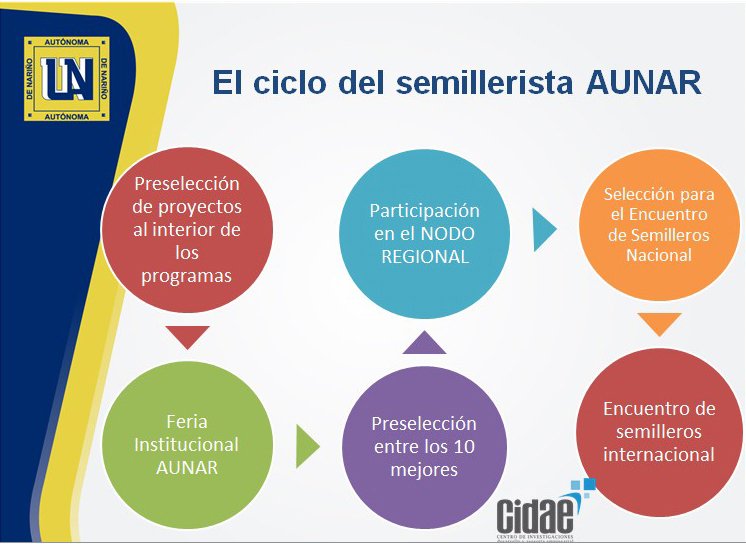 AUTÓNOMA
DE NARIÑO
UN
DE NARIÑO
AUTÓNOMA
El ciclo del semillerista AUNAR
Preselección
de proyectos
al interior de
los
programas
Feria
Institucional
AUNAR
Preselección
entre los 10
mejores
Participación
en el NODO
REGIONAL
Selección para
el Encuentro
de Semilleros
Nacional
Encuentro de
semilleros
internacional
Cidae
CENTRO DE INVESTIGACIONES